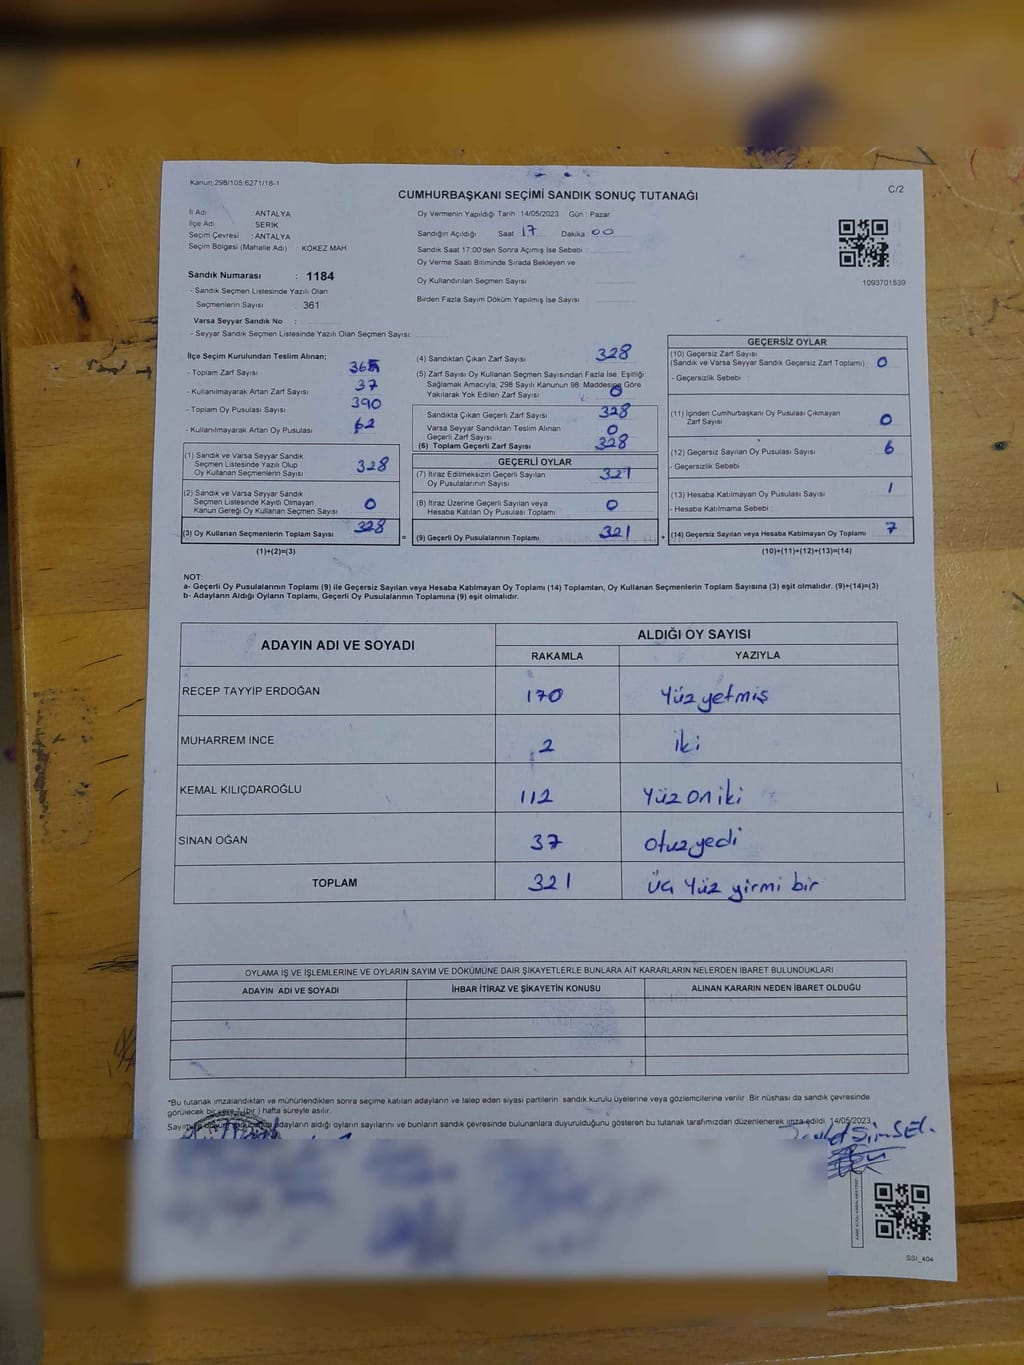 Kanun:298/105;6271/18-1
C/2
CUMHURBAŞKANI SEÇİMİ SANDIK SONUÇ TUTANAĞI
İl Adı ANTALYA
İlçe Adı : SERİK
Seçim Çevresi : ANTALYA
Seçim Bölgesi (Mahalle Adı) : KÖKEZ MAH
Sandık Numarası : 1184
- Sandık Seçmen Listesinde Yazılı Olan
Seçmenlerin Sayısı : 361
Varsa Seyyar Sandık No :
- Seyyar Sandık Seçmen Listesinde Yazılı Olan Seçmen Sayısı:
Oy Vermenin Yapıldığı Tarih :14/05/2023 Gün : Pazar
Sandığın Açıldığı Saat 17 Dakika 00
Sandık Saat 17:00'den Sonra Açımış İse Sebebi :
Oy Verme Saati Bitiminde Sırada Bekleyen ve
Oy Kullandırılan Seçmen Sayısı :
Birden Fazla Sayım Döküm Yapılmış İse Sayısı :
1093701539
İlçe Seçim Kurulundan Teslim Alınan;
- Toplam Zarf Sayısı
- Kullanılmayarak Artan Zarf Sayısı : 37
- Toplam Oy Pusulası Sayısı 390
- Kullanılmayarak Artan Oy Pusulası : 62
(1) Sandık ve Varsa Seyyar Sandık
Seçmen Listesinde Yazılı Olup
Oy Kullanan Seçmenlerin Sayısı 328
(2) Sandık ve Varsa Seyyar Sandık
Seçmen Listesinde Kayıtlı Olmayan
Kanun Gereği Oy Kullanan Seçmen Sayısı 0
(3) Oy Kullanan Seçmenlerin Toplam Sayısı 328
(1)+(2)=(3)
(4) Sandıktan Çıkan Zarf Sayısı : 328
(5) Zarf Sayısı Oy Kullanan Seçmen Sayısından Fazla İse, Eşitliği
Sağlamak Amacıyla; 298 Sayılı Kanunun 98. Maddesine Göre
Yakılarak Yok Edilen Zarf Sayısı : 0
Sandıkta Çıkan Geçerli Zarf Sayısı : 328
Varsa Seyyar Sandıktan Teslim Alınan
Geçerli Zarf Sayısı : 0
(6) Toplam Geçerli Zarf Sayısı : 328
GEÇERLİ OYLAR
(7) İtiraz Edilmeksizin Geçerli Sayılan
Oy Pusulalarının Sayısı : 321
(8) İtiraz Üzerine Geçerli Sayılan veya
Hesaba Katılan Oy Pusulası Toplamı : 0
(9) Geçerli Oy Pusulalarının Toplamı : 321
GEÇERSİZ OYLAR
(10) Geçersiz Zarf Sayısı
(Sandık ve Varsa Seyyar Sandık Geçersiz Zarf Toplamı) : 0
- Geçersizlik Sebebi :
(11) İçinden Cumhurbaşkanı Oy Pusulası Çıkmayan
Zarf Sayısı : 0
(12) Geçersiz Sayılan Oy Pusulası Sayısı : 6
- Geçersizlik Sebebi
(13) Hesaba Katılmayan Oy Pusulası Sayısı : 1
- Hesaba Katılmama Sebebi :
(14) Geçersiz Sayılan veya Hesaba Katılmayan Oy Toplamı : 7
(10)+(11)+(12)+(13)=(14)
NOT:
a- Geçerli Oy Pusulalarının Toplamı (9) ile Geçersiz Sayılan veya Hesaba Katılmayan Oy Toplamı (14) Toplamları, Oy Kullanan Seçmenlerin Toplam Sayısına (3) eşit olmalıdır. (9)+(14)=(3)
b- Adayların Aldığı Oyların Toplamı, Geçerli Oy Pusulalarının Toplamına (9) eşit olmalıdır.
ADAYIN ADI VE SOYADI
ALDIĞI OY SAYISI
RAKAMLA YAZIYLA
RECEP TAYYİP ERDOĞAN 170 Yüz yetmiş
MUHARREM İNCE 2 iki
KEMAL KILIÇDAROĞLU 112 Yüz on iki
SİNAN OĞAN 37 otuz yedi
TOPLAM 321 üç Yüz yirmi bir
OYLAMA İŞ VE İŞLEMLERİNE VE OYLARIN SAYIM VE DÖKÜMÜNE DAİR ŞİKAYETLERLE BUNLARA AİT KARARLARIN NELERDEN İBARET BULUNDUKLARI
ADAYIN ADI VE SOYADI İHBAR İTİRAZ VE ŞİKAYETİN KONUSU ALINAN KARARIN NEDEN İBARET OLDUĞU
*Bu tutanak imzalandıktan ve mühürlendikten sonra seçime katılan adayların ve talep eden siyasi partilerin sandık kurulu üyelerine veya gözlemcilerine verilir .Bir nüshası da sandık çevresinde
görülecek bir yere 1 (bir ) hafta süreyle asılır.
adayların aldığı oyların sayılarını ve bunların sandık çevresinde bulunanlara duyurulduğunu gösteren bu tutanak tarafımızdan düzenlenerek imza edildi. 14/05/2023
SSI_404